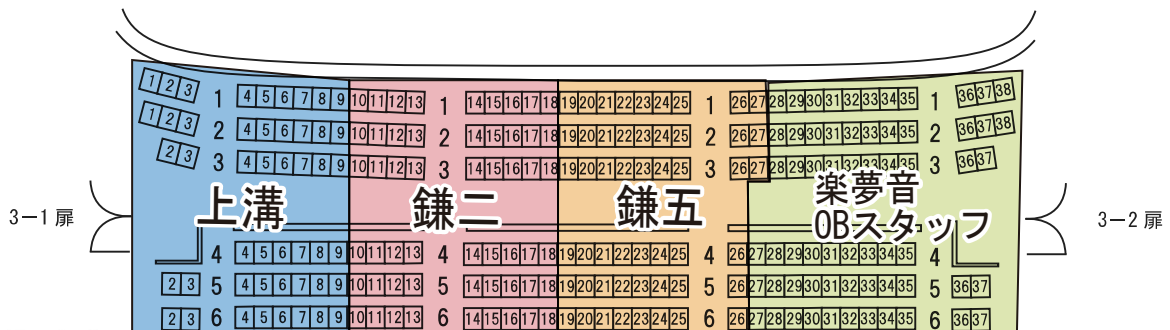 1 2 3 1 4 5 6 7 8 9 10 11 12 13 1 14 15 16 17 18 19 20 21 22 23 24 25 1 26 27 28 29 30 31 32 33 34 35 1 36 37 38
1 2 3 2 4 5 6 7 8 9 10 11 12 13 2 14 15 16 17 18 19 20 21 22 23 24 25 2 26 27 28 29 30 31 32 33 34 35 2 36 37 38
2 3 3 4 5 6 7 8 9 10 11 12 13 3 14 15 16 17 18 19 20 21 22 23 24 25 3 26 27 28 29 30 31 32 33 34 35 3 36 37
上溝
鎌二
鎌五
楽夢音
OBスタッフ
3-1 扉
3-2 扉
4 4 5 6 7 8 9 10 11 12 13 4 14 15 16 17 18 19 20 21 22 23 24 25 4 26 27 28 29 30 31 32 33 34 35 4
2 3 5 4 5 6 7 8 9 10 11 12 13 5 14 15 16 17 18 19 20 21 22 23 24 25 5 26 27 28 29 30 31 32 33 34 35 5 36 37
2 3 6 4 5 6 7 8 9 10 11 12 13 6 14 15 16 17 18 19 20 21 22 23 24 25 6 26 27 28 29 30 31 32 33 34 35 6 36 37